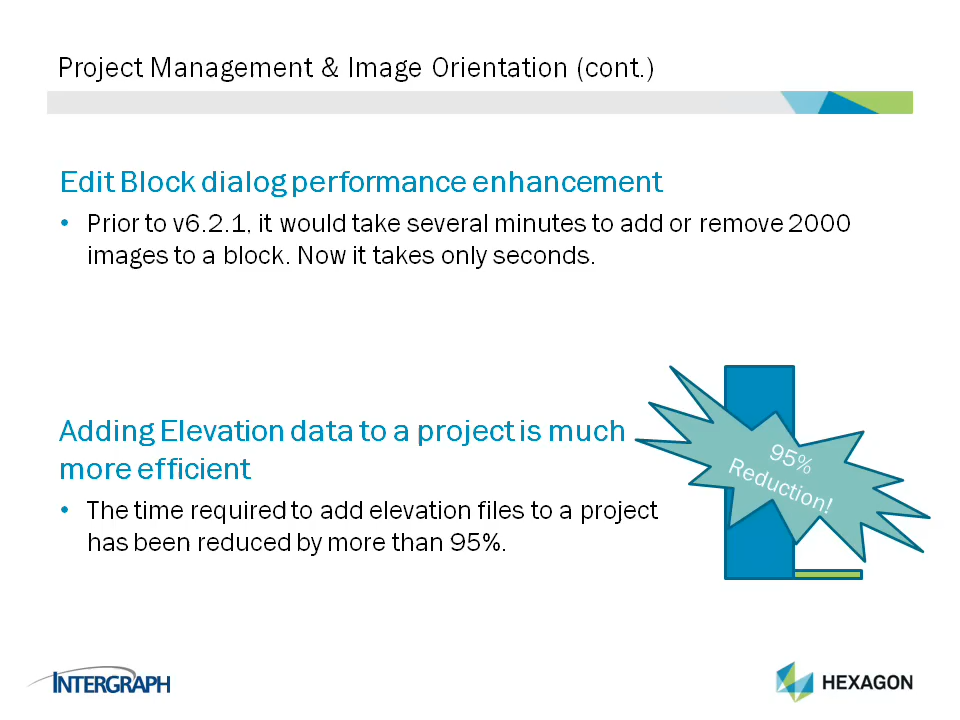 Project Management & Image Orientation (cont.)
Edit Block dialog performance enhancement
• Prior to v6.2.1, it would take several minutes to add or remove 2000
images to a block. Now it takes only seconds.
Adding Elevation data to a project is much
more efficient
• The time required to add elevation files to a project
has been reduced by more than 95%.
95%
Reduction!
INTERGRAPH
HEXAGON